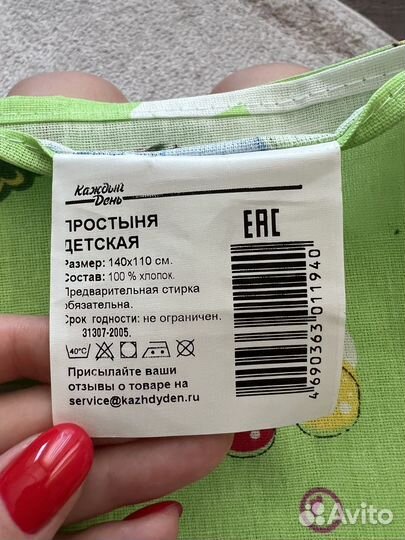 Каждый
День
ПРОСТЫНЯ
ДЕТСКАЯ
EAC
Размер: 140x110 см.
Состав: 100 % хлопок.
Предварительная стирка
обязательна.
Срок годности: не ограничен.
31307-2005.
40°C
Присылайте ваши
отзывы о товаре на
service@kazhdyden.ru
4690363011940
Avito